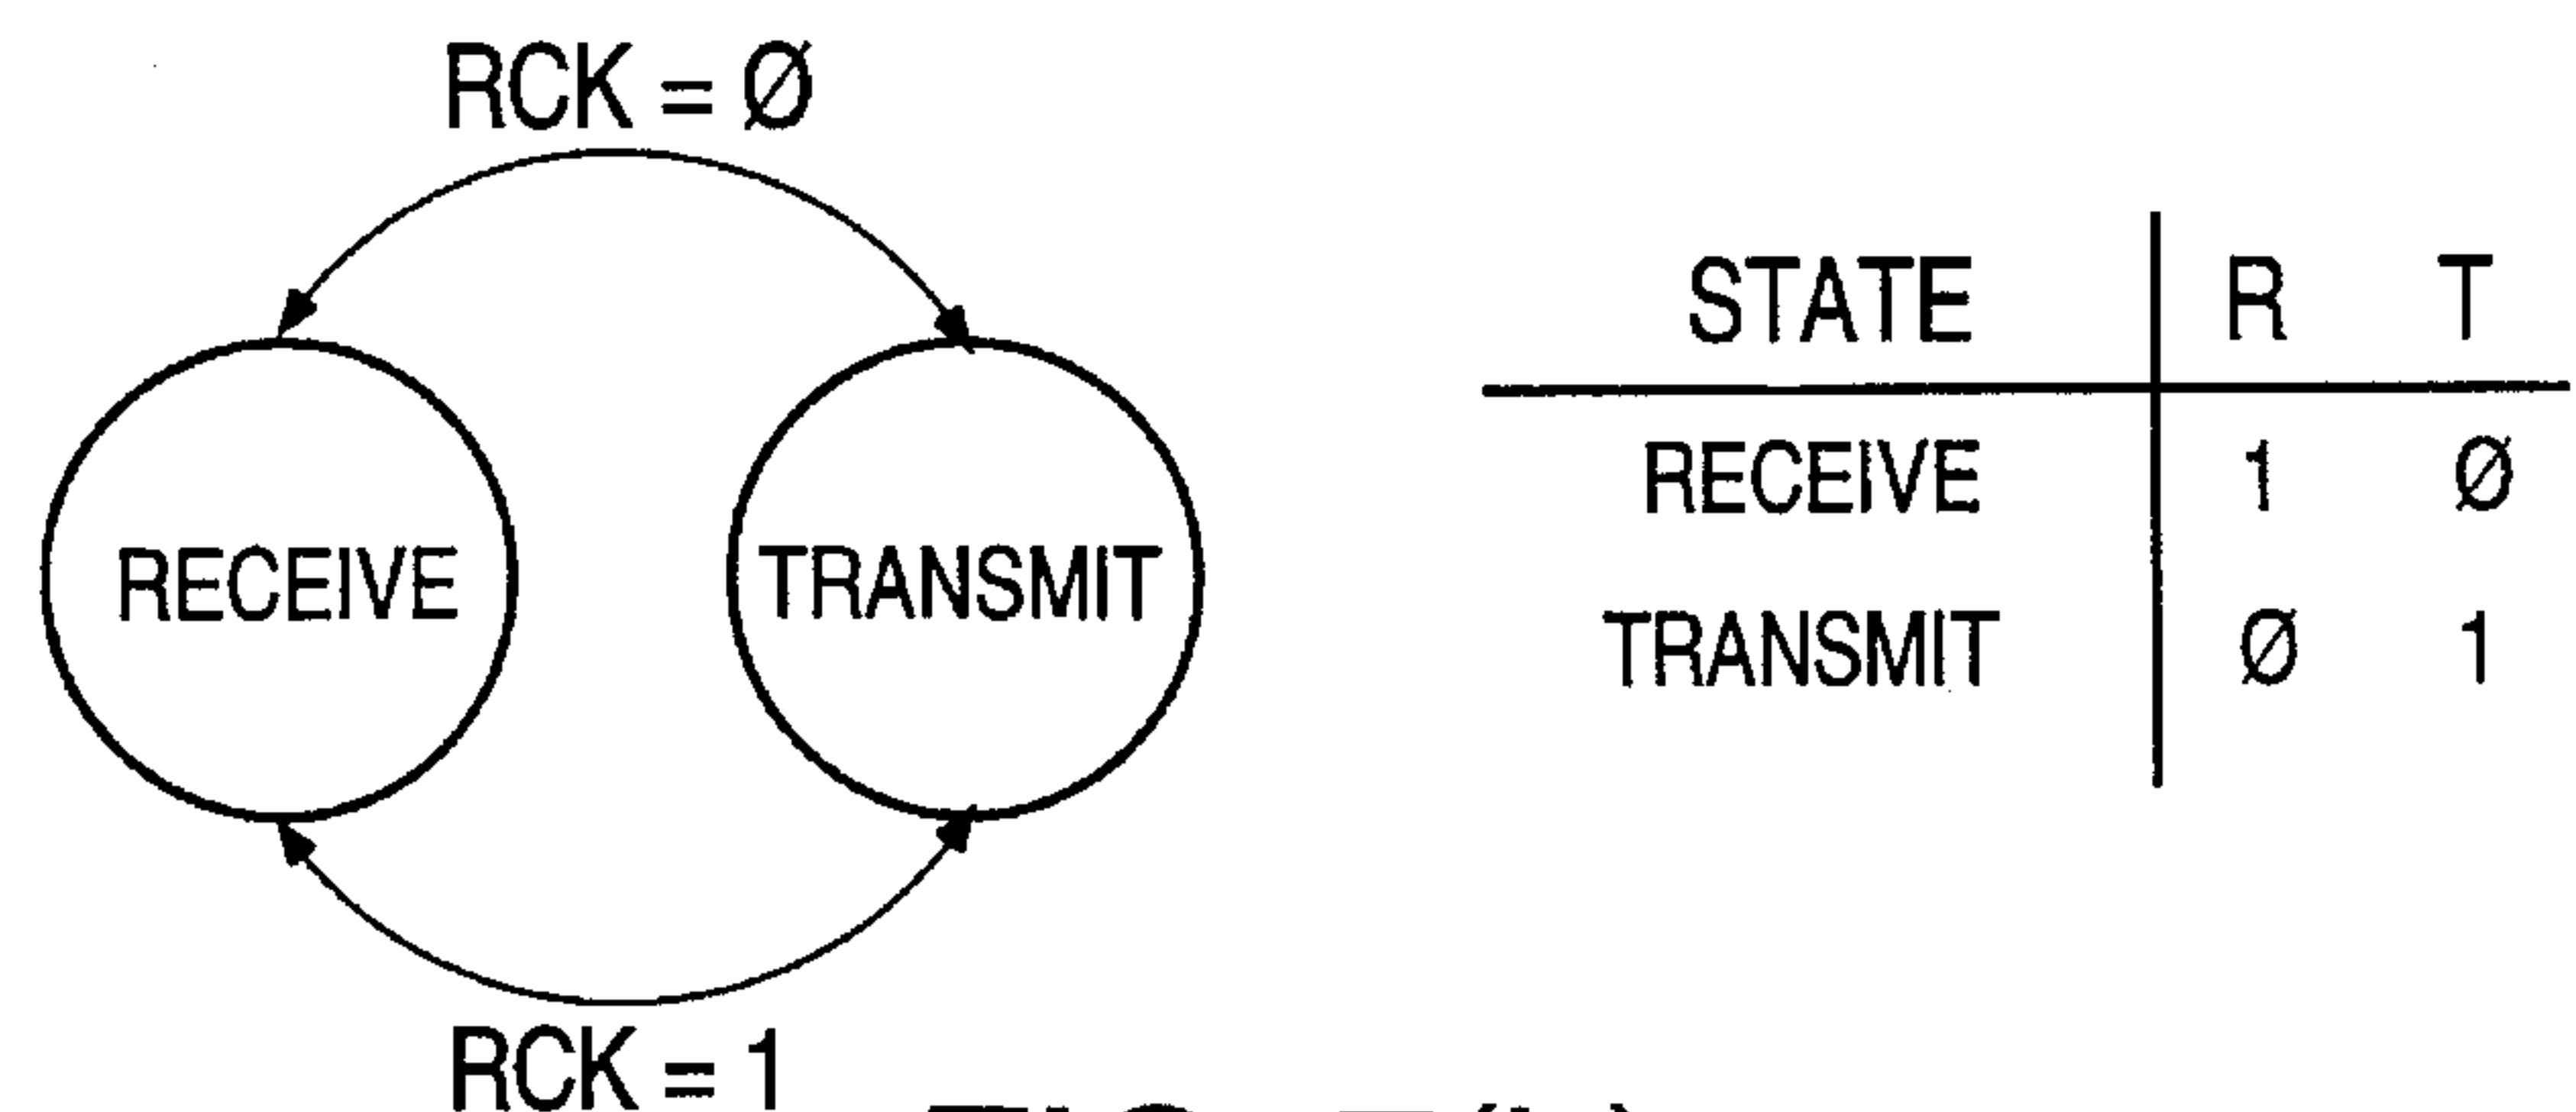 RCK = Ø
RECEIVE
TRANSMIT
RCK = 1
STATE R T
RECEIVE 1 Ø
TRANSMIT Ø 1